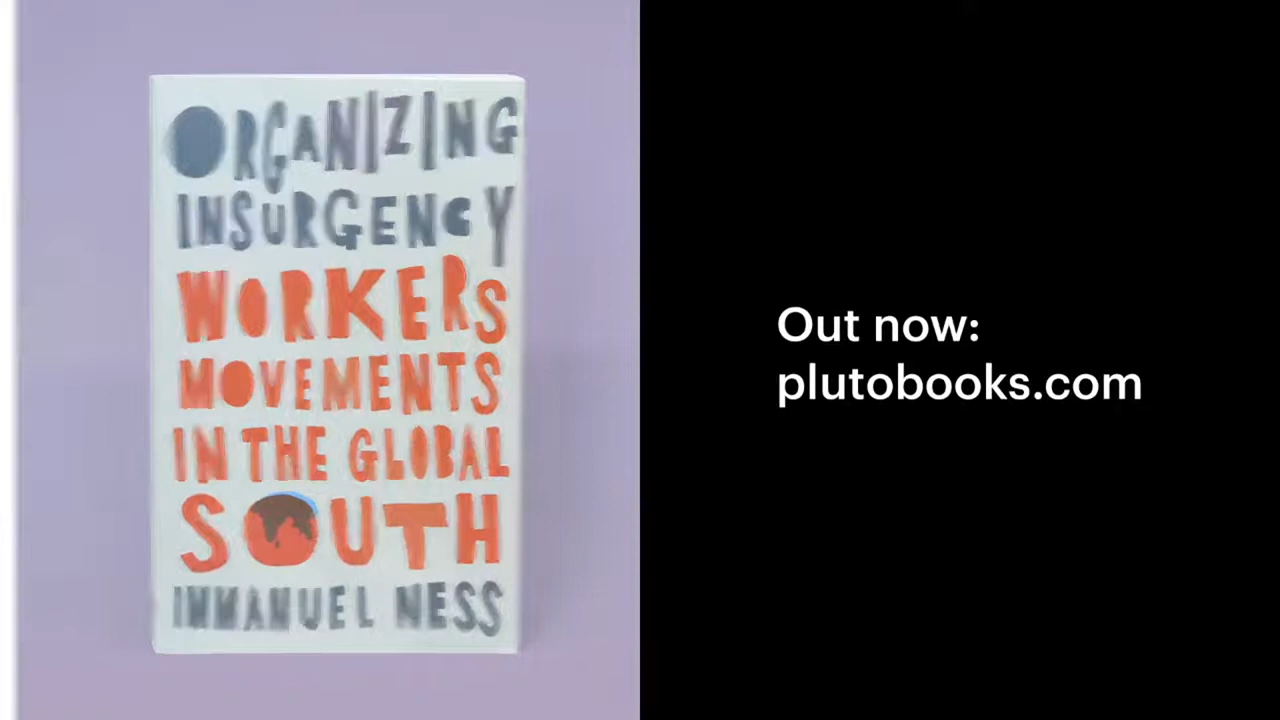 ORGANIZING
INSURGENCY
WORKERS
MOVEMENTS
IN THE GLOBAL
SOUTH
IMMANUEL NESS
Out now:
plutobooks.com